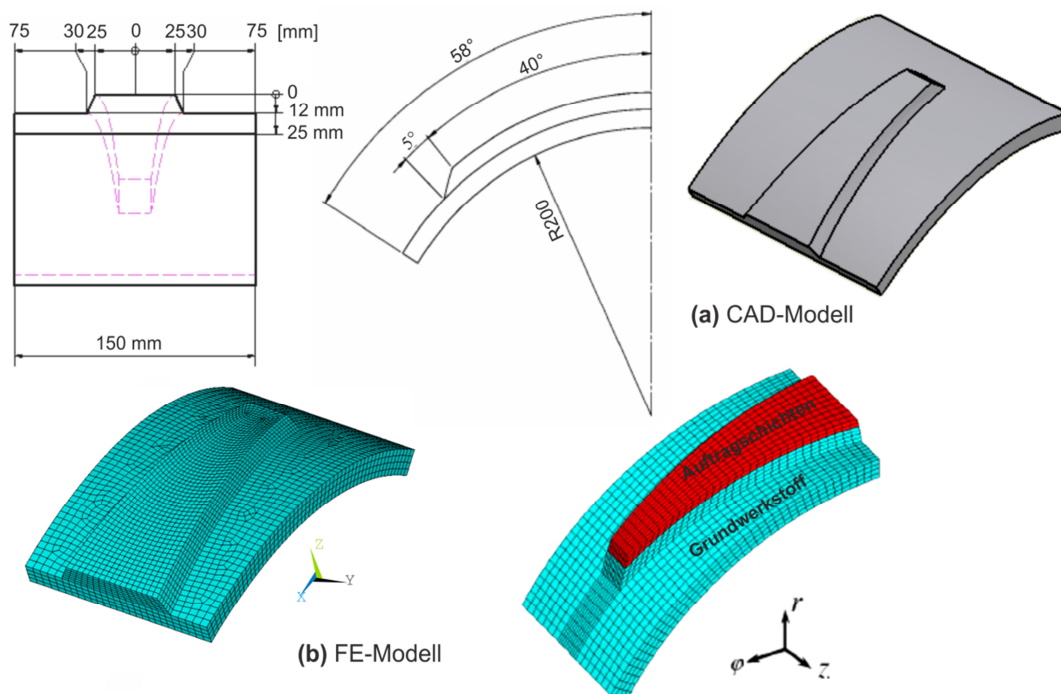 75 30 25 0 25 30 75 [mm]
0
12 mm
25 mm
150 mm
58°
40°
5°
R200
(a) CAD-Modell
Z
Y
X
(b) FE-Modell
Auftragschichten
Grundwerkstoff
r
φ
z